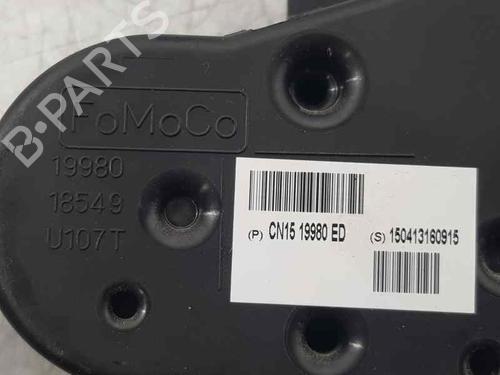 B-PARTS
FoMoCo
19980
18549
U107T
(P) CN15 19980 ED (S) 150413160915